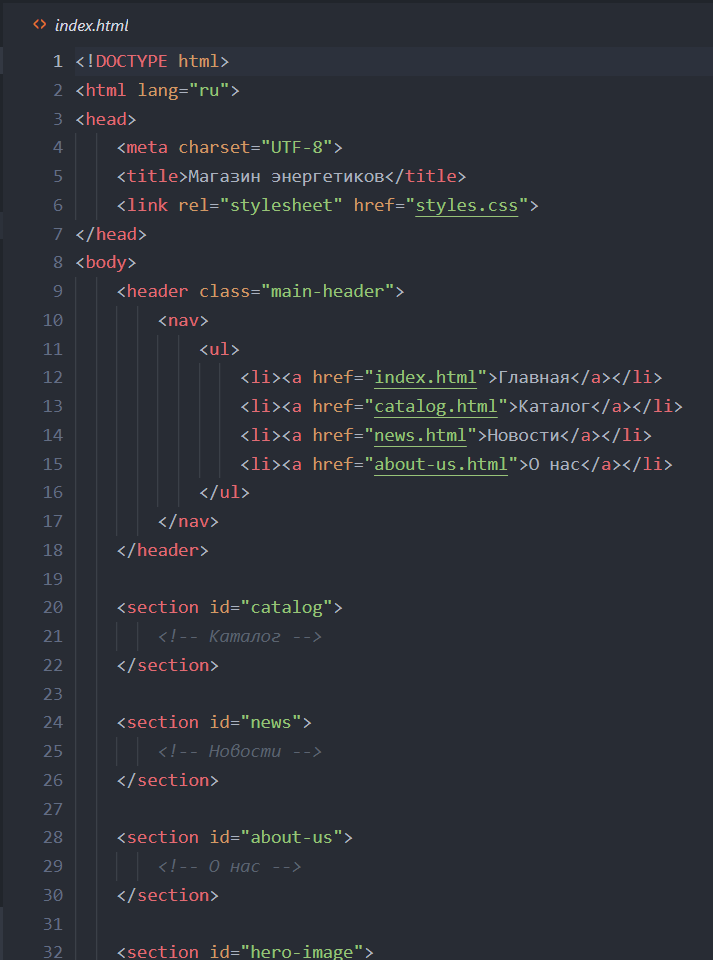 <> index.html
1 <!DOCTYPE html>
2 <html lang="ru">
3 <head>
4     <meta charset="UTF-8">
5     <title>Магазин энергетиков</title>
6     <link rel="stylesheet" href="styles.css">
7 </head>
8 <body>
9     <header class="main-header">
10         <nav>
11             <ul>
12                 <li><a href="index.html">Главная</a></li>
13                 <li><a href="catalog.html">Каталог</a></li>
14                 <li><a href="news.html">Новости</a></li>
15                 <li><a href="about-us.html">О нас</a></li>
16             </ul>
17         </nav>
18     </header>
19
20     <section id="catalog">
21         <!-- Каталог -->
22     </section>
23
24     <section id="news">
25         <!-- Новости -->
26     </section>
27
28     <section id="about-us">
29         <!-- О нас -->
30     </section>
31
32     <section id="hero-image">